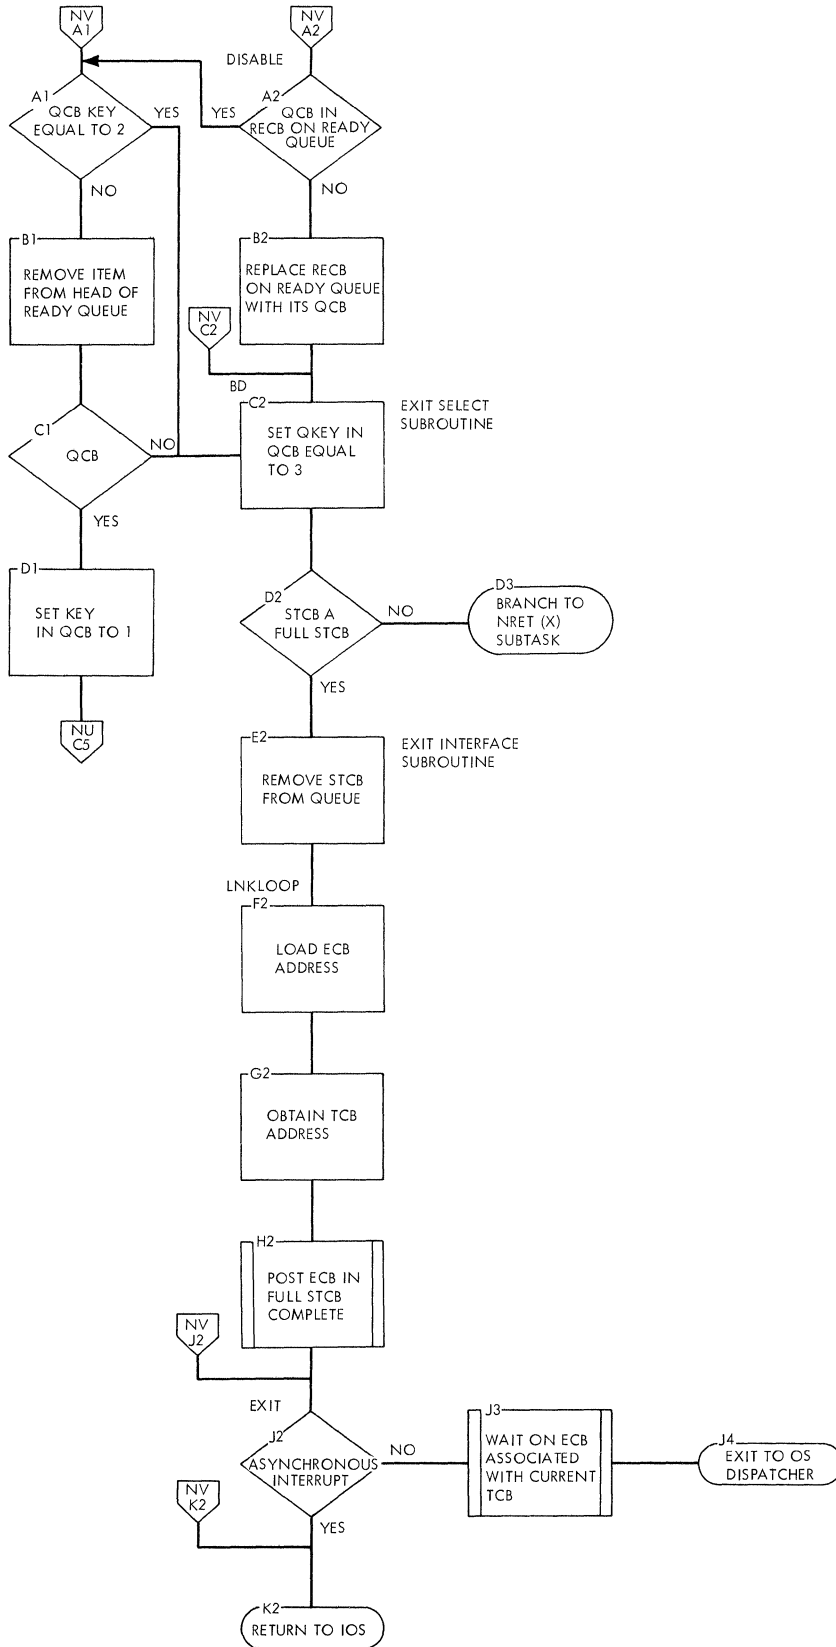 NV
A1
NV
A2
DISABLE
A1
QCB KEY
EQUAL TO 2
YES
NO
YES
A2
QCB IN
RECB ON READY
QUEUE
NO
B1
REMOVE ITEM
FROM HEAD OF
READY QUEUE
B2
REPLACE RECB
ON READY QUEUE
WITH ITS QCB
NV
C2
BD
C1
QCB
NO
YES
C2
SET QKEY IN
QCB EQUAL
TO 3
EXIT SELECT
SUBROUTINE
D1
SET KEY
IN QCB TO 1
NU
C5
D2
STCB A
FULL STCB
NO
YES
D3
BRANCH TO
NRET (X)
SUBTASK
E2
REMOVE STCB
FROM QUEUE
EXIT INTERFACE
SUBROUTINE
LNKLOOP
F2
LOAD ECB
ADDRESS
G2
OBTAIN TCB
ADDRESS
H2
POST ECB IN
FULL STCB
COMPLETE
NV
J2
EXIT
J2
ASYNCHRONOUS
INTERRUPT
NO
YES
J3
WAIT ON ECB
ASSOCIATED
WITH CURRENT
TCB
J4
EXIT TO OS
DISPATCHER
NV
K2
K2
RETURN TO IOS